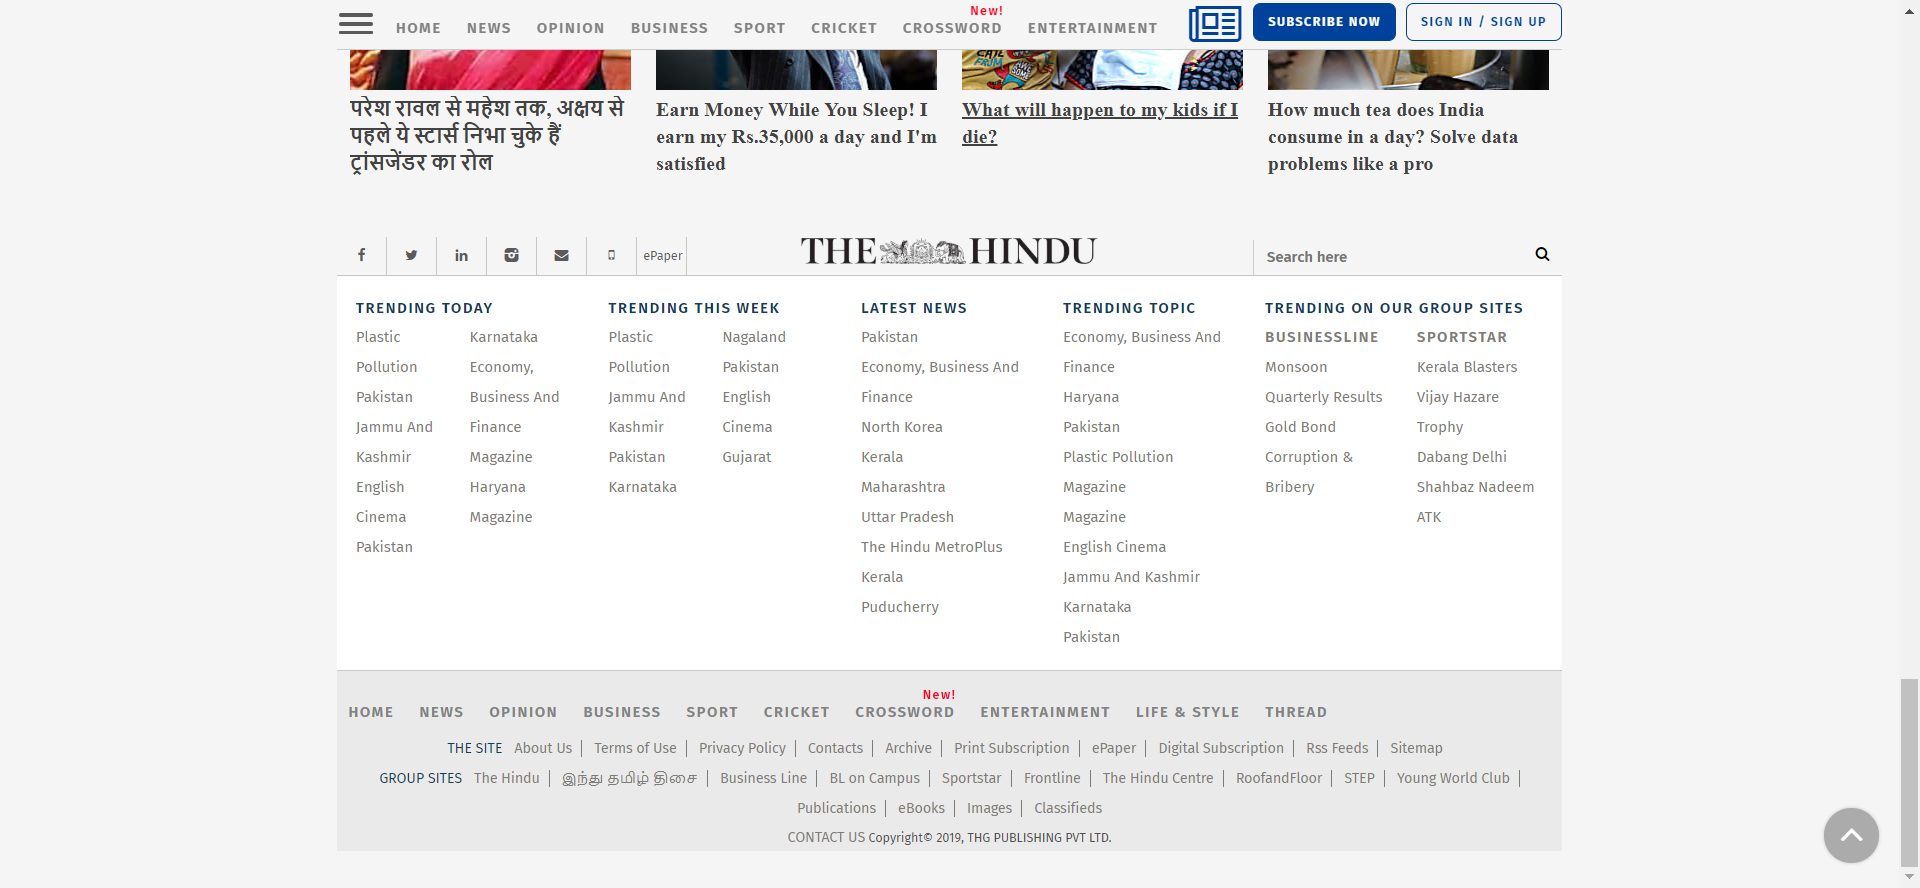 New!
HOME NEWS OPINION BUSINESS SPORT CRICKET CROSSWORD ENTERTAINMENT SUBSCRIBE NOW SIGN IN / SIGN UP
परेश रावल से महेश तक, अक्षय से
पहले ये स्टार्स निभा चुके हैं
ट्रांसजेंडर का रोल
Earn Money While You Sleep! I
earn my Rs.35,000 a day and I'm
satisfied
What will happen to my kids if I
die?
How much tea does India
consume in a day? Solve data
problems like a pro
ePaper
THE HINDU
Search here
TRENDING TODAY
Plastic
Pollution
Pakistan
Jammu And
Kashmir
English
Cinema
Pakistan
Karnataka
Economy,
Business And
Finance
Magazine
Haryana
Magazine
TRENDING THIS WEEK
Plastic
Pollution
Jammu And
Kashmir
Pakistan
Karnataka
Nagaland
Pakistan
English
Cinema
Gujarat
LATEST NEWS
Pakistan
Economy, Business And
Finance
North Korea
Kerala
Maharashtra
Uttar Pradesh
The Hindu MetroPlus
Kerala
Puducherry
TRENDING TOPIC
Economy, Business And
Finance
Haryana
Pakistan
Plastic Pollution
Magazine
Magazine
English Cinema
Jammu And Kashmir
Karnataka
Pakistan
TRENDING ON OUR GROUP SITES
BUSINESSLINE
Monsoon
Quarterly Results
Gold Bond
Corruption &
Bribery
SPORTSTAR
Kerala Blasters
Vijay Hazare
Trophy
Dabang Delhi
Shahbaz Nadeem
ATK
New!
HOME NEWS OPINION BUSINESS SPORT CRICKET CROSSWORD ENTERTAINMENT LIFE & STYLE THREAD
THE SITE About Us Terms of Use Privacy Policy Contacts Archive Print Subscription ePaper Digital Subscription Rss Feeds Sitemap
GROUP SITES The Hindu இந்து தமிழ் திசை Business Line BL on Campus Sportstar Frontline The Hindu Centre RoofandFloor STEP Young World Club
Publications eBooks Images Classifieds
CONTACT US Copyright© 2019, THG PUBLISHING PVT LTD.